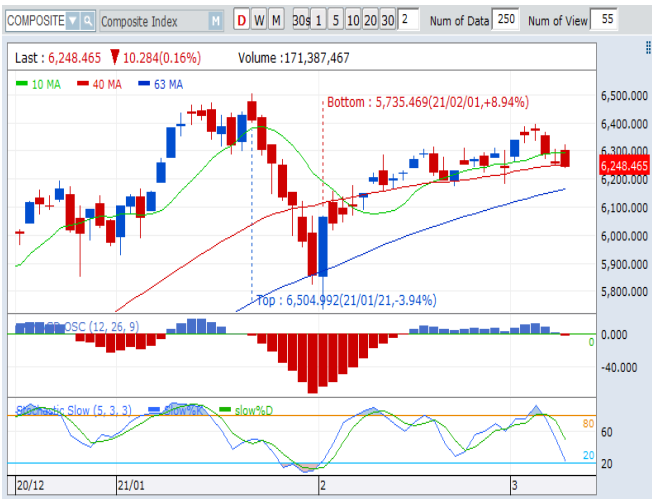 COMPOSITE Composite Index M D W M 30s 1 5 10 20 30 2 Num of Data 250 Num of View 55
Last : 6,248.465 ▼ 10.284(0.16%) Volume :171,387,467
10 MA 40 MA 63 MA
Bottom : 5,735.469(21/02/01,+8.94%)
6,500.000
6,400.000
6,300.000
6,248.465
6,200.000
6,100.000
6,000.000
5,900.000
5,800.000
Top : 6,504.992(21/01/21,-3.94%)
OSC (12, 26, 9)
0.000
0
-40.000
Stochastic Slow (5, 3, 3) slow%K slow%D
80
60
20
20
20/12 21/01 2 3